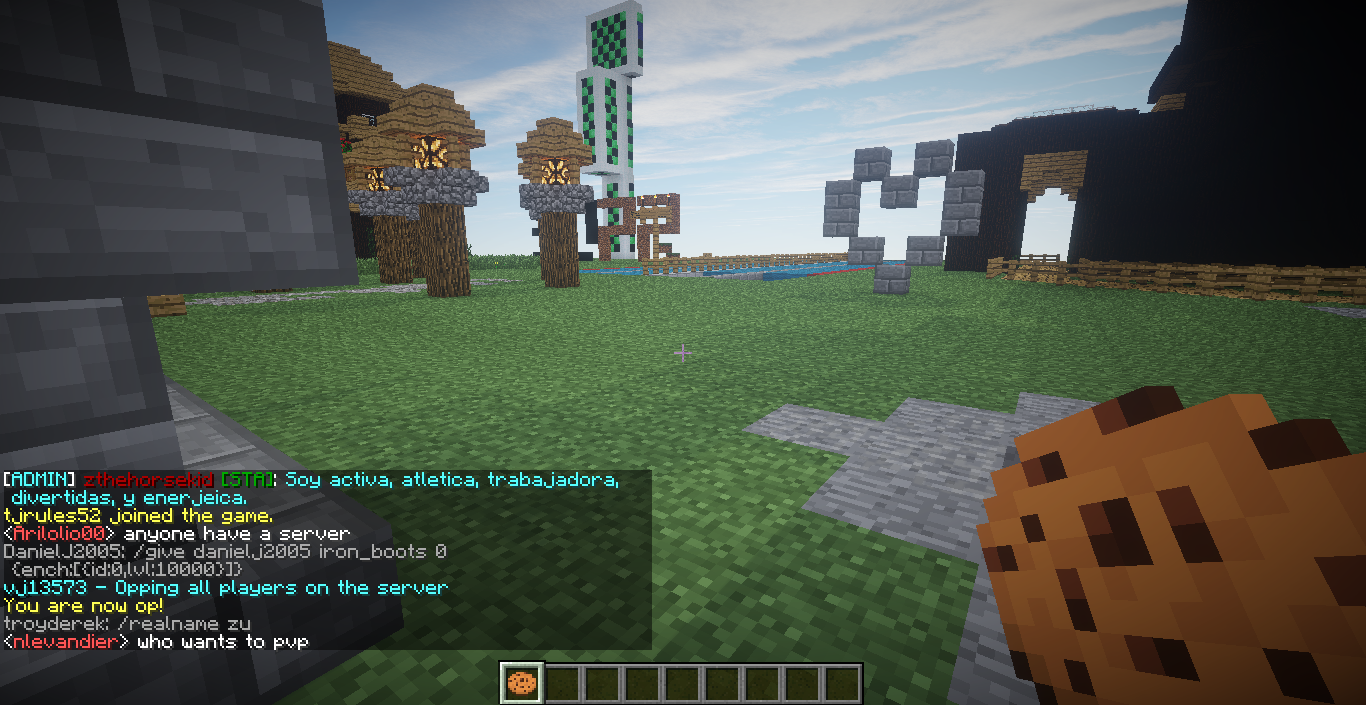 [ADMIN] zthehorsekid [STA]: Soy activa, atletica, trabajadora,
divertidas, y enerjeica.
tjrules52 joined the game.
<Arilolio00> anyone have a server
DanielJ2005: /give danielj2005 iron_boots 0
{ench:[{id:0,lvl:10000}]}
vj13573 - Opping all players on the server
You are now op!
troyderek: /realname zu
<nlevandier> who wants to pvp